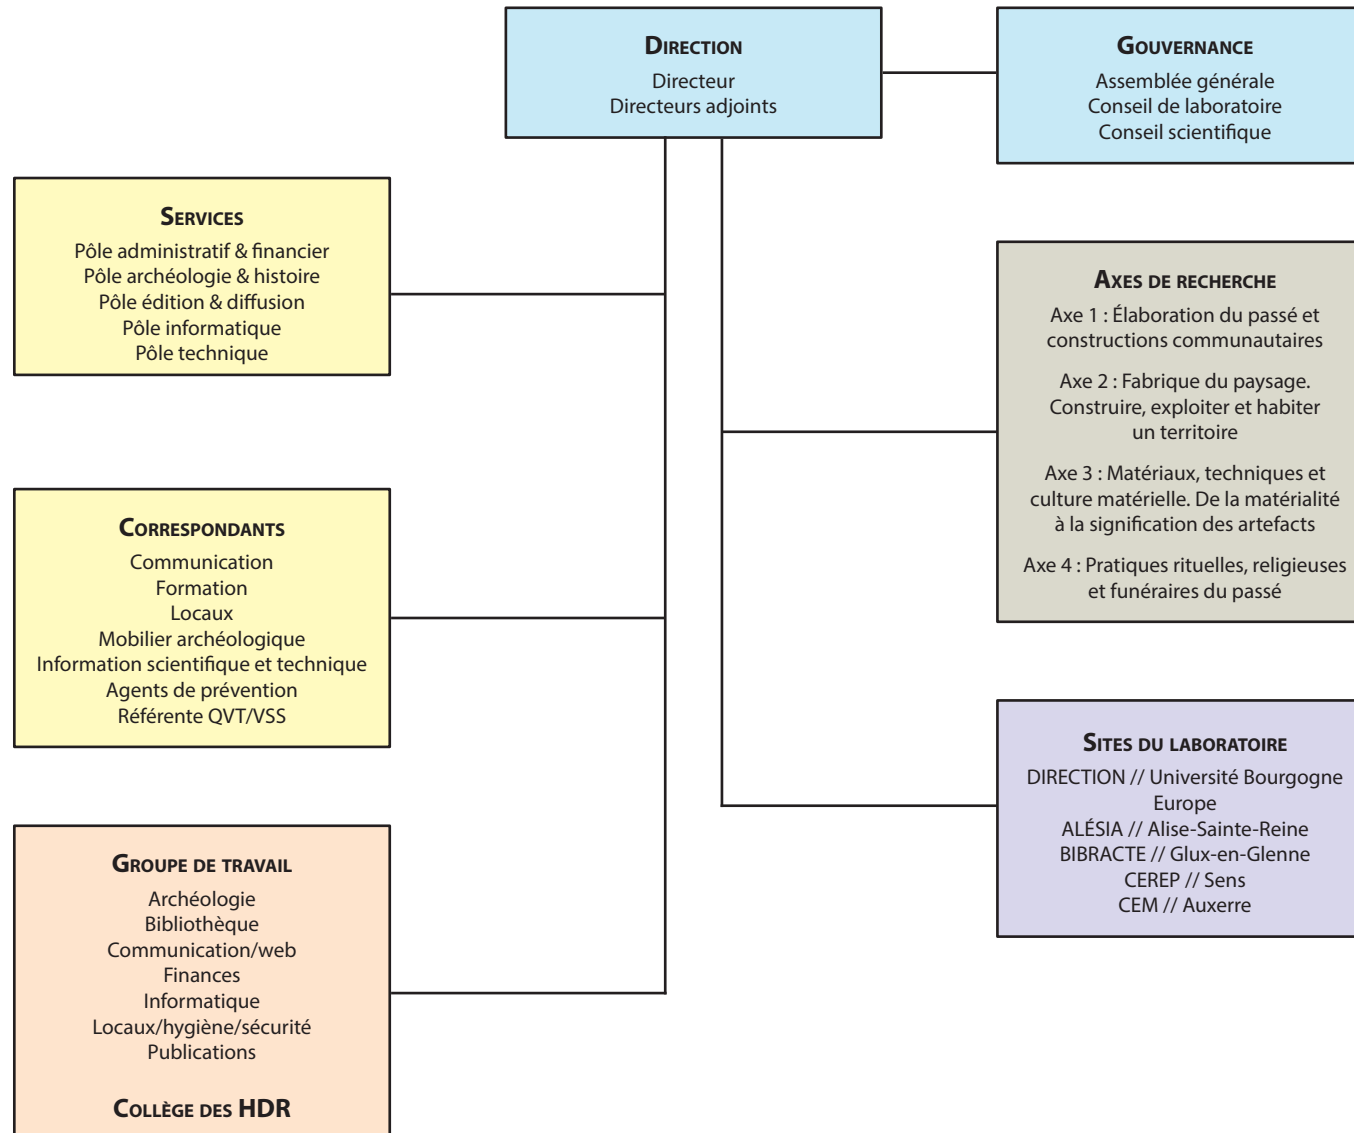 DIRECTION
Directeur
Directeurs adjoints
GOUVERNANCE
Assemblée générale
Conseil de laboratoire
Conseil scientifique
SERVICES
Pôle administratif & financier
Pôle archéologie & histoire
Pôle édition & diffusion
Pôle informatique
Pôle technique
AXES DE RECHERCHE
Axe 1 : Élaboration du passé et
constructions communautaires
Axe 2 : Fabrique du paysage.
Construire, exploiter et habiter
un territoire
Axe 3 : Matériaux, techniques et
culture matérielle. De la matérialité
à la signification des artefacts
Axe 4 : Pratiques rituelles, religieuses
et funéraires du passé
CORRESPONDANTS
Communication
Formation
Locaux
Mobilier archéologique
Information scientifique et technique
Agents de prévention
Référente QVT/VSS
SITES DU LABORATOIRE
DIRECTION // Université Bourgogne
Europe
ALÉSIA // Alise-Sainte-Reine
BIBRACTE // Glux-en-Glenne
CEREP // Sens
CEM // Auxerre
GROUPE DE TRAVAIL
Archéologie
Bibliothèque
Communication/web
Finances
Informatique
Locaux/hygiène/sécurité
Publications
COLLÈGE DES HDR